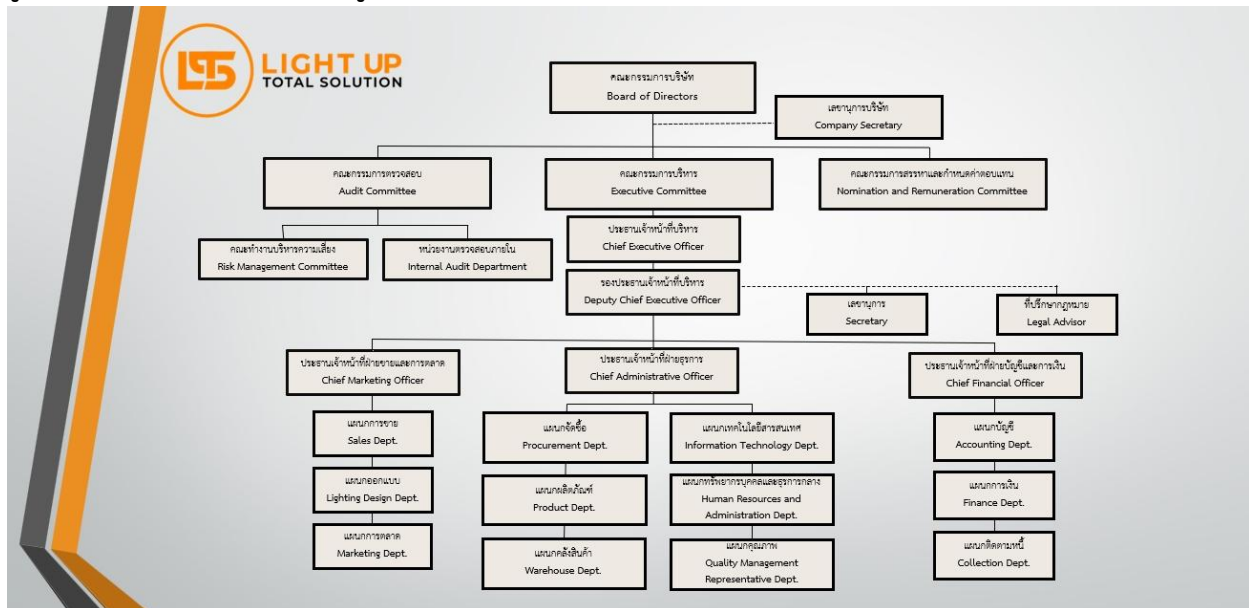 LTS
LIGHT UP
TOTAL SOLUTION
คณะกรรมการบริษัท
Board of Directors
เลขานุการบริษัท
Company Secretary
คณะกรรมการตรวจสอบ
Audit Committee
คณะกรรมการบริหาร
Executive Committee
คณะกรรมการสรรหาและกำหนดค่าตอบแทน
Nomination and Remuneration Committee
คณะทำงานบริหารความเสี่ยง
Risk Management Committee
หน่วยงานตรวจสอบภายใน
Internal Audit Department
ประธานเจ้าหน้าที่บริหาร
Chief Executive Officer
รองประธานเจ้าหน้าที่บริหาร
Deputy Chief Executive Officer
เลขานุการ
Secretary
ที่ปรึกษากฎหมาย
Legal Advisor
ประธานเจ้าหน้าที่ฝ่ายขายและการตลาด
Chief Marketing Officer
ประธานเจ้าหน้าที่ฝ่ายธุรการ
Chief Administrative Officer
ประธานเจ้าหน้าที่ฝ่ายบัญชีและการเงิน
Chief Financial Officer
แผนกการขาย
Sales Dept.
แผนกจัดซื้อ
Procurement Dept.
แผนกเทคโนโลยีสารสนเทศ
Information Technology Dept.
แผนกบัญชี
Accounting Dept.
แผนกออกแบบ
Lighting Design Dept.
แผนกผลิตภัณฑ์
Product Dept.
แผนกทรัพยากรบุคคลและธุรการกลาง
Human Resources and
Administration Dept.
แผนกการเงิน
Finance Dept.
แผนกการตลาด
Marketing Dept.
แผนกคลังสินค้า
Warehouse Dept.
แผนกคุณภาพ
Quality Management
Representative Dept.
แผนกติดตามหนี้
Collection Dept.